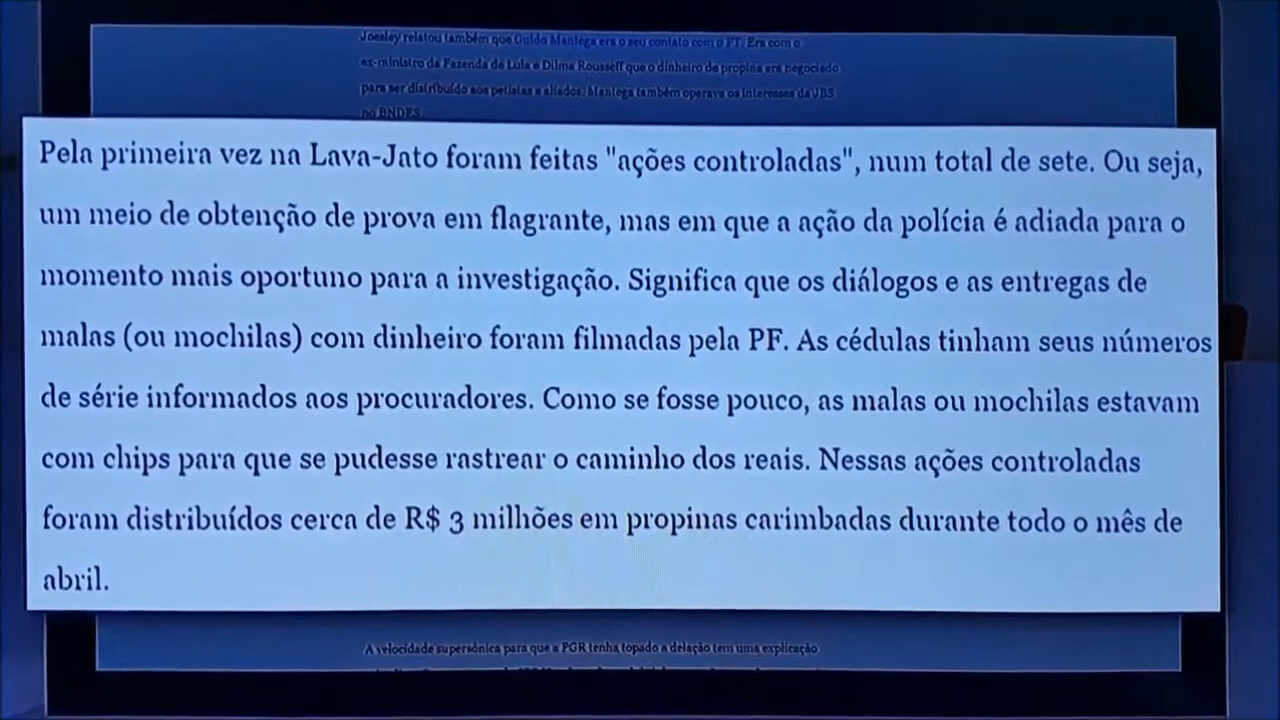 Joesley relatou também que Guido Mantega era o seu contato com o PT. Era com o
ex-ministro da Fazenda de Lula e Dilma Rousseff que o dinheiro de propina era negociado
para ser distribuído aos petistas e aliados. Mantega também operava os interesses da JBS
no BNDES.
Pela primeira vez na Lava-Jato foram feitas "ações controladas", num total de sete. Ou seja,
um meio de obtenção de prova em flagrante, mas em que a ação da polícia é adiada para o
momento mais oportuno para a investigação. Significa que os diálogos e as entregas de
malas (ou mochilas) com dinheiro foram filmadas pela PF. As cédulas tinham seus números
de série informados aos procuradores. Como se fosse pouco, as malas ou mochilas estavam
com chips para que se pudesse rastrear o caminho dos reais. Nessas ações controladas
foram distribuídos cerca de R$ 3 milhões em propinas carimbadas durante todo o mês de
abril.
A velocidade supersônica para que a PGR tenha topado a delação tem uma explicação